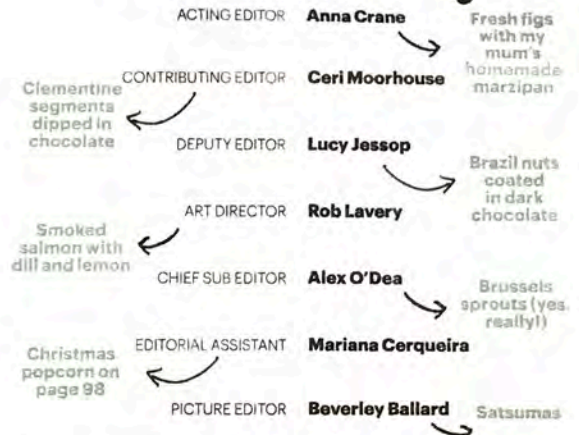 ACTING EDITOR Anna Crane
Fresh figs
with my
mum's
homemade
marzipan
CONTRIBUTING EDITOR Ceri Moorhouse
Clementine
segments
dipped in
chocolate
DEPUTY EDITOR Lucy Jessop
Brazil nuts
coated
in dark
chocolate
ART DIRECTOR Rob Lavery
Smoked
salmon with
dill and lemon
CHIEF SUB EDITOR Alex O'Dea
Brussels
sprouts (yes,
really!)
EDITORIAL ASSISTANT Mariana Cerqueira
Christmas
popcorn on
page 98
PICTURE EDITOR Beverley Ballard
Satsumas